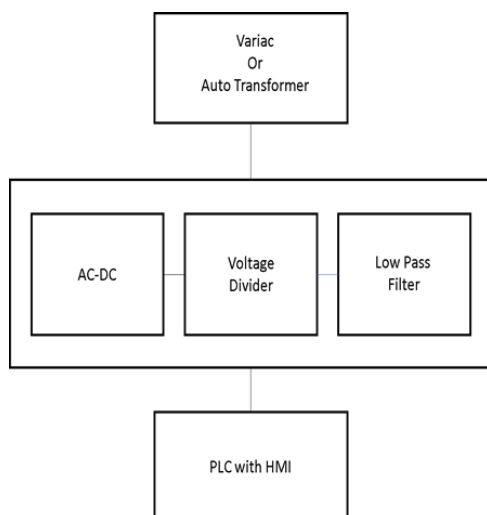 Variac
Or
Auto Transformer
AC-DC
Voltage
Divider
Low Pass
Filter
PLC with HMI